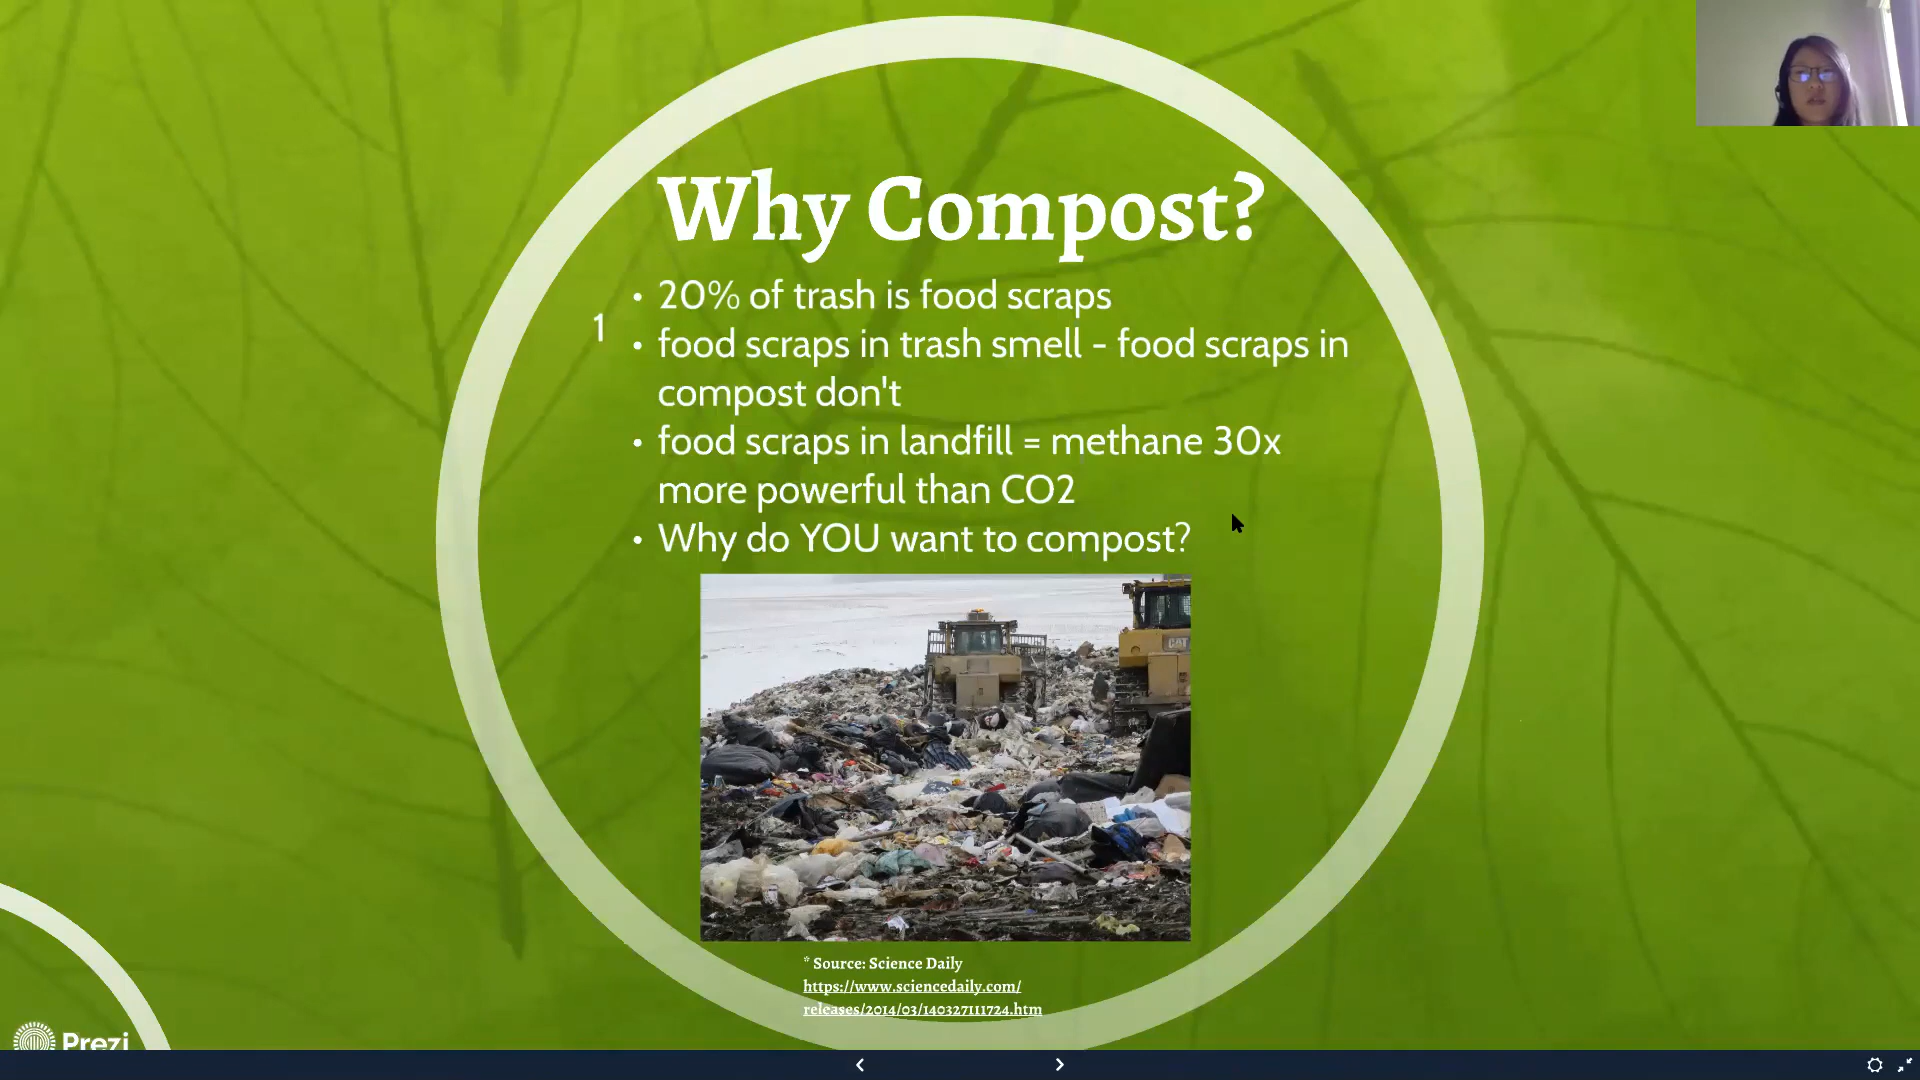 Why Compost?
1
• 20% of trash is food scraps
• food scraps in trash smell - food scraps in
compost don't
• food scraps in landfill = methane 30x
more powerful than CO2
• Why do YOU want to compost?
CAT
* Source: Science Daily
https://www.sciencedaily.com/
releases/2014/03/140327111724.htm
Prezi